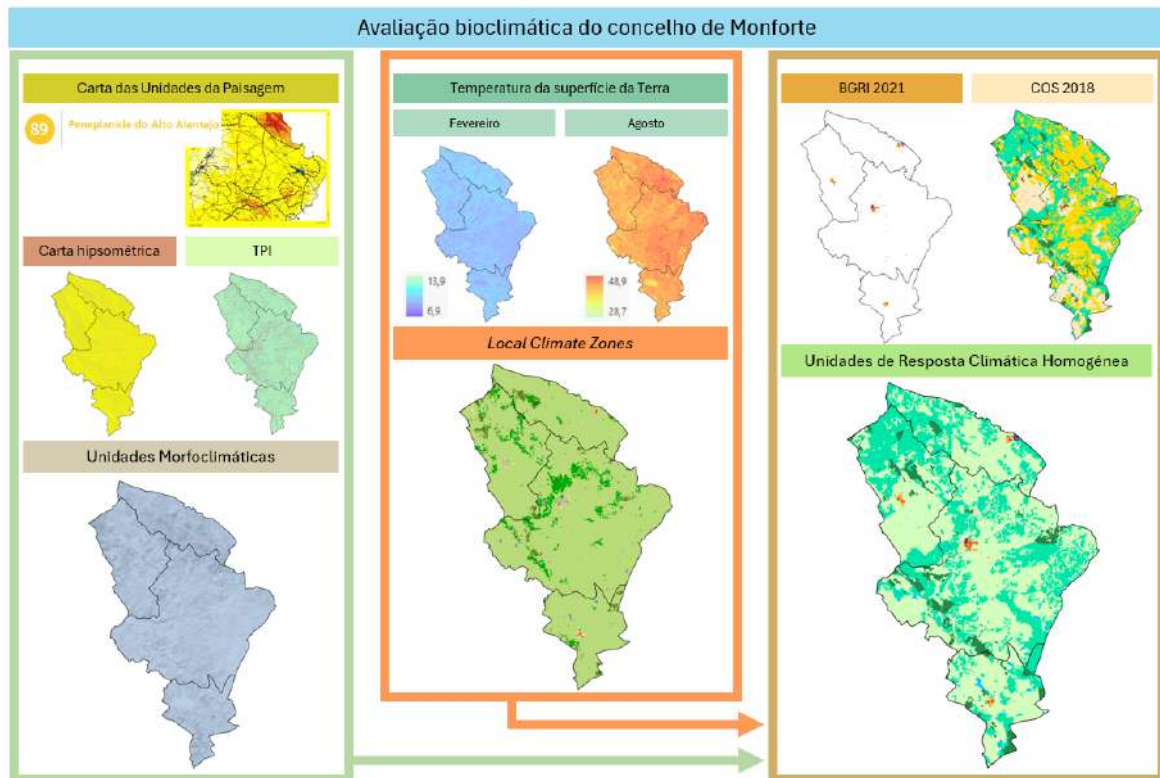 Avaliação bioclimática do concelho de Monforte
Carta das Unidades da Paisagem
89
Peneplanície do Alto Alentejo
Carta hipsométrica
TPI
Unidades Morfoclimáticas
Temperatura da superfície da Terra
Fevereiro
Agosto
13,9
6,9
48,9
28,7
Local Climate Zones
BGRI 2021
COS 2018
Unidades de Resposta Climática Homogénea